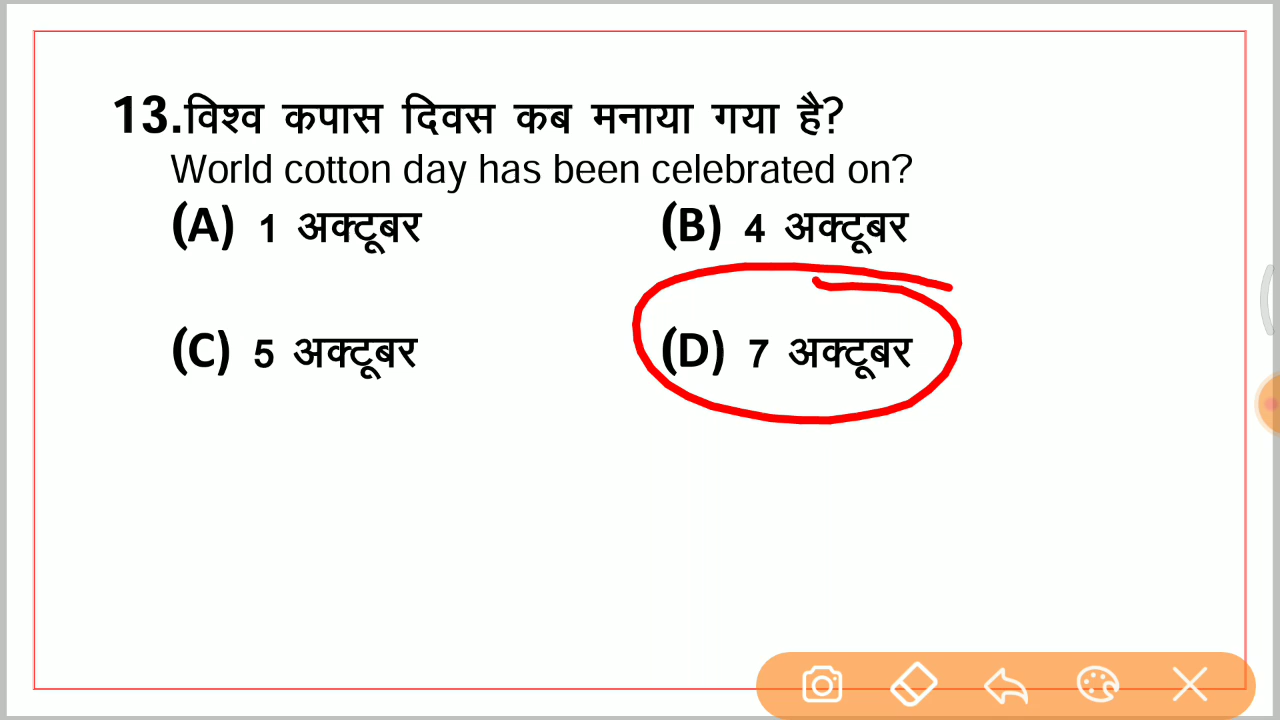 13.विश्व कपास दिवस कब मनाया गया है?
World cotton day has been celebrated on?
(A) 1 अक्टूबर (B) 4 अक्टूबर
(C) 5 अक्टूबर (D) 7 अक्टूबर